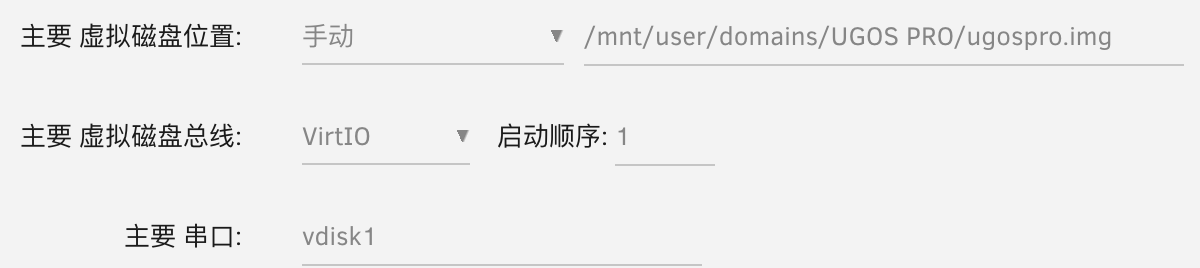 主要 虚拟磁盘位置: 手动 ▼ /mnt/user/domains/UGOS PRO/ugospro.img
主要 虚拟磁盘总线: VirtIO ▼ 启动顺序: 1
主要 串口: vdisk1